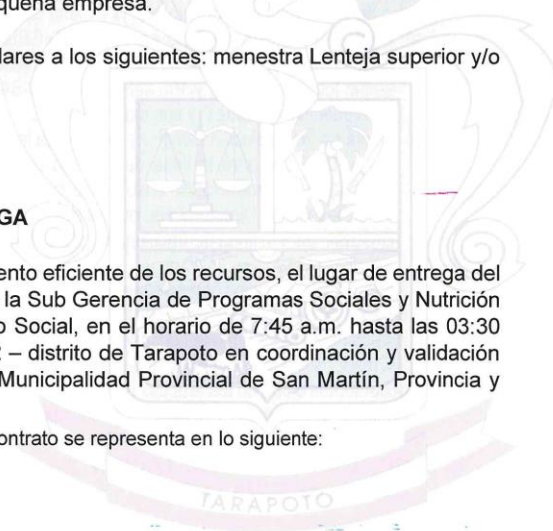 queña empresa.
lares a los siguientes: menestra Lenteja superior y/o
GA
ento eficiente de los recursos, el lugar de entrega del
la Sub Gerencia de Programas Sociales y Nutrición
o Social, en el horario de 7:45 a.m. hasta las 03:30
– distrito de Tarapoto en coordinación y validación
Municipalidad Provincial de San Martín, Provincia y
ontrato se representa en lo siguiente:
TARAPOTO